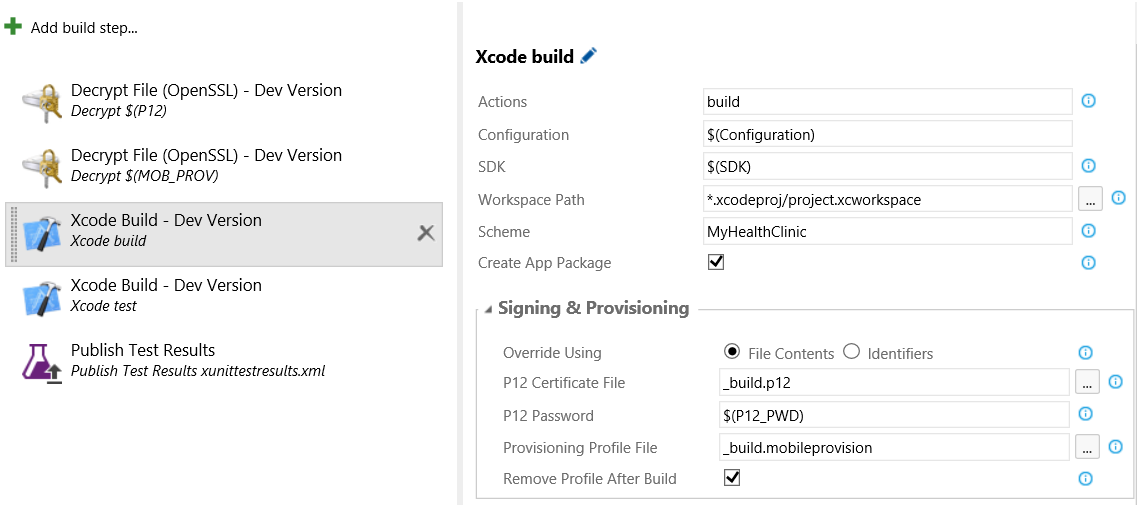 Add build step...
Decrypt File (OpenSSL) - Dev Version
Decrypt $(P12)
Decrypt File (OpenSSL) - Dev Version
Decrypt $(MOB_PROV)
Xcode Build - Dev Version
Xcode build
Xcode Build - Dev Version
Xcode test
Publish Test Results
Publish Test Results xunittestresults.xml
Xcode build
Actions build
Configuration $(Configuration)
SDK $(SDK)
Workspace Path *.xcodeproj/project.xcworkspace ...
Scheme MyHealthClinic
Create App Package
Signing & Provisioning
Override Using File Contents Identifiers
P12 Certificate File _build.p12 ...
P12 Password $(P12_PWD)
Provisioning Profile File _build.mobileprovision ...
Remove Profile After Build